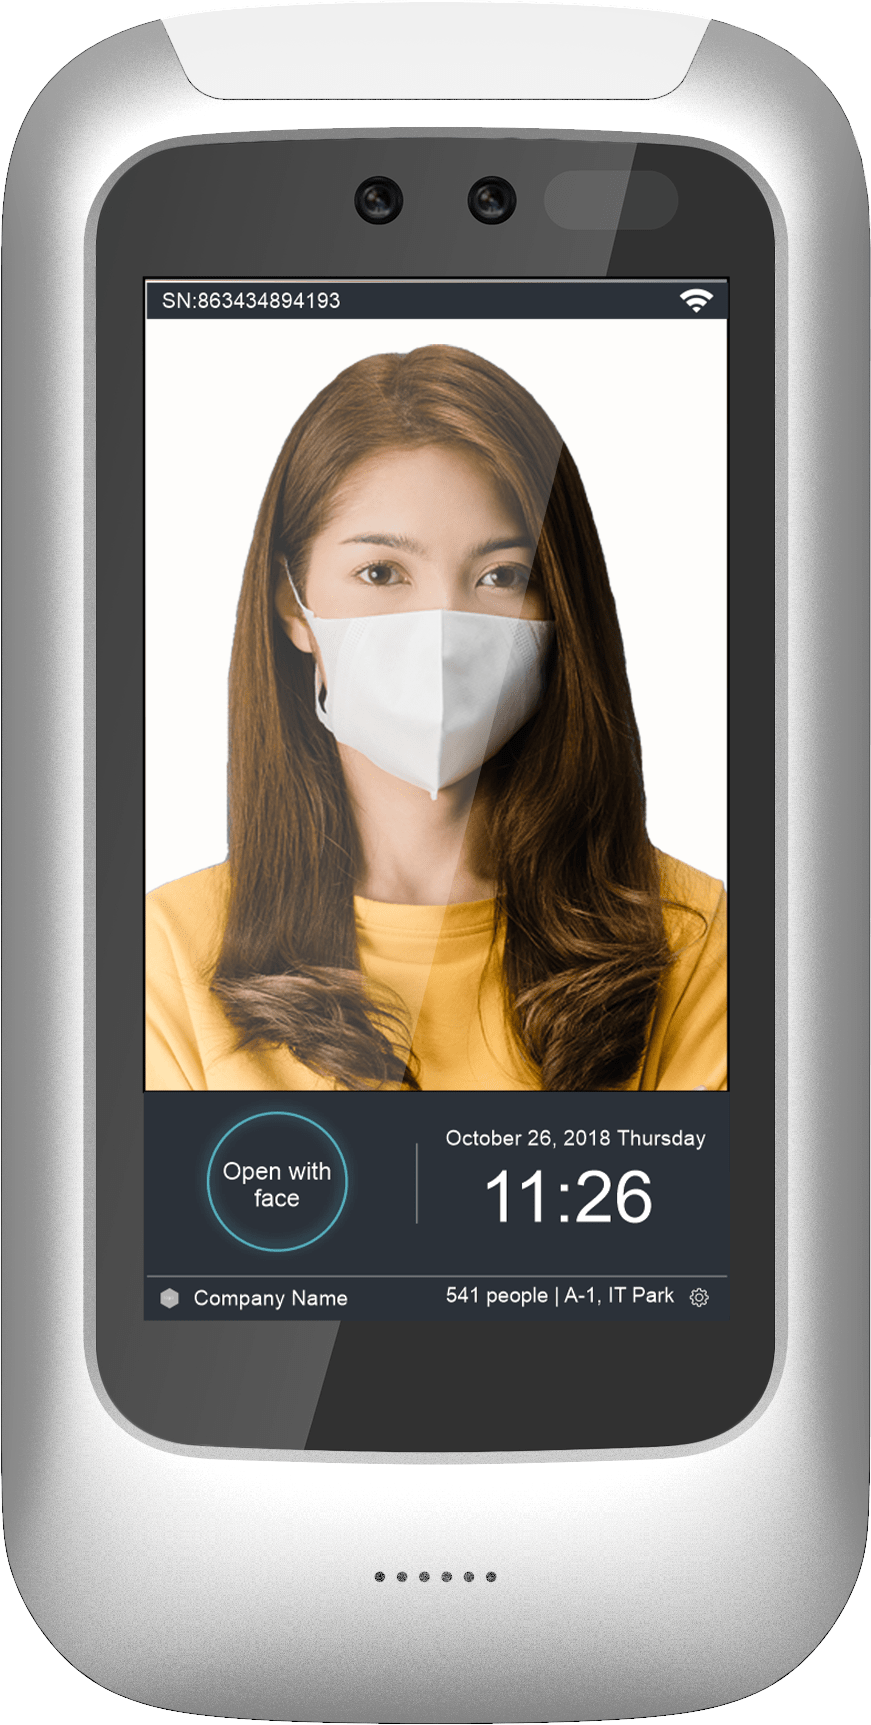 SN:863434894193
Open with
face
October 26, 2018 Thursday
11:26
Company Name
541 people | A-1, IT Park